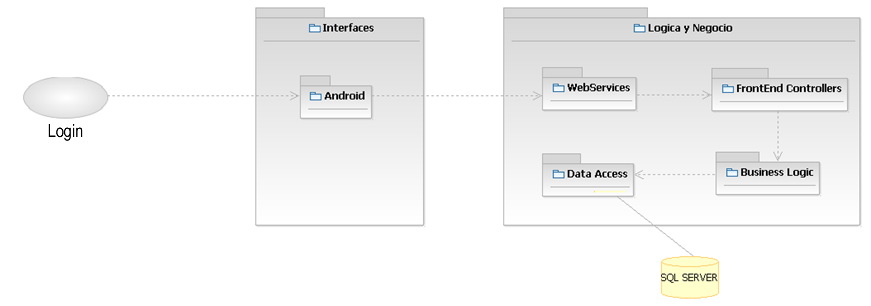 Interfaces
Logica y Negocio
Android
WebServices
FrontEnd Controllers
Login
Data Access
Business Logic
SQL SERVER